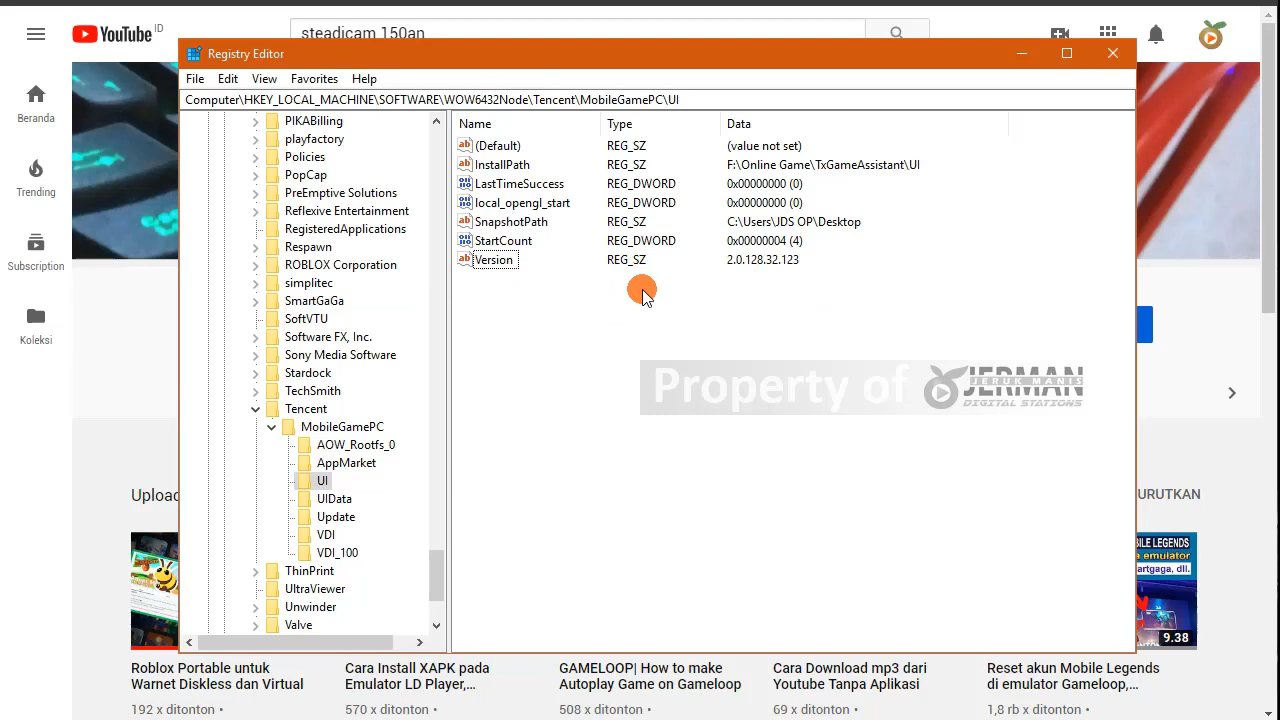 YouTube ID
steadicam 150an
Registry Editor
File Edit View Favorites Help
Computer\HKEY_LOCAL_MACHINE\SOFTWARE\WOW6432Node\Tencent\MobileGamePC\UI
Beranda
Trending
Subscription
Koleksi
PIKABilling
playfactory
Policies
PopCap
PreEmptive Solutions
Reflexive Entertainment
RegisteredApplications
Respawn
ROBLOX Corporation
simplitec
SmartGaGa
SoftVTU
Software FX, Inc.
Sony Media Software
Stardock
TechSmith
Tencent
MobileGamePC
AOW_Rootfs_0
AppMarket
UI
UIData
Update
VDI
VDI_100
ThinPrint
UltraViewer
Unwinder
Valve
Name Type Data
(Default) REG_SZ (value not set)
InstallPath REG_SZ F:\Online Game\TxGameAssistant\UI
LastTimeSuccess REG_DWORD 0x00000000 (0)
local_opengl_start REG_DWORD 0x00000000 (0)
SnapshotPath REG_SZ C:\Users\JDS OP\Desktop
StartCount REG_DWORD 0x00000004 (4)
Version REG_SZ 2.0.128.32.123
Property of JERMAN
JERUK MANIS
DIGITAL STATIONS
Upload
URUTKAN
BILE LEGENDS
a emulator
artgaga, dll.
9.38
Roblox Portable untuk
Warnet Diskless dan Virtual
192 x ditonton •
Cara Install XAPK pada
Emulator LD Player,...
570 x ditonton •
GAMELOOP| How to make
Autoplay Game on Gameloop
508 x ditonton •
Cara Download mp3 dari
Youtube Tanpa Aplikasi
69 x ditonton •
Reset akun Mobile Legends
di emulator Gameloop,...
1,8 rb x ditonton •